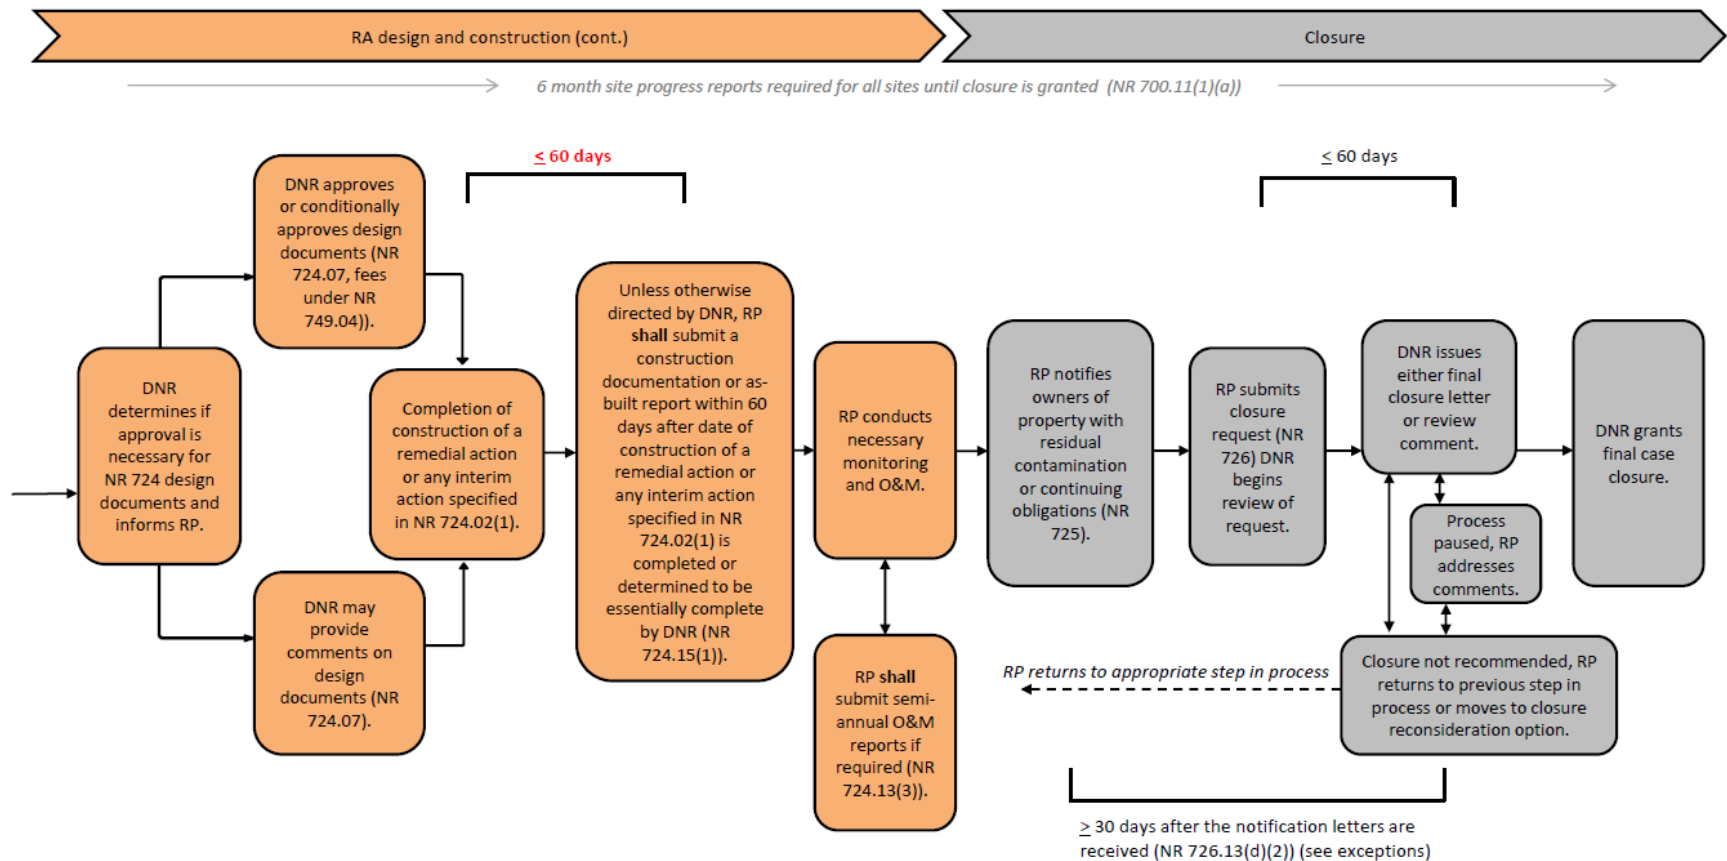 RA design and construction (cont.)
Closure
6 month site progress reports required for all sites until closure is granted  (NR 700.11(1)(a))
< 60 days
< 60 days
DNR approves
or conditionally
approves design
documents (NR
724.07, fees
under NR
749.04)).
DNR
determines if
approval is
necessary for
NR 724 design
documents and
informs RP.
DNR may
provide
comments on
design
documents (NR
724.07).
Completion of
construction of a
remedial action
or any interim
action specified
in NR 724.02(1).
Unless otherwise
directed by DNR, RP
shall submit a
construction
documentation or as-
built report within 60
days after date of
construction of a
remedial action or
any interim action
specified in NR
724.02(1) is
completed or
determined to be
essentially complete
by DNR (NR
724.15(1)).
RP conducts
necessary
monitoring
and O&M.
RP shall
submit semi-
annual O&M
reports if
required (NR
724.13(3)).
RP notifies
owners of
property with
residual
contamination
or continuing
obligations (NR
725).
RP submits
closure
request (NR
726) DNR
begins
review of
request.
DNR issues
either final
closure letter
or review
comment.
Process
paused, RP
addresses
comments.
DNR grants
final case
closure.
Closure not recommended, RP
returns to previous step in
process or moves to closure
reconsideration option.
RP returns to appropriate step in process
> 30 days after the notification letters are
received (NR 726.13(d)(2)) (see exceptions)